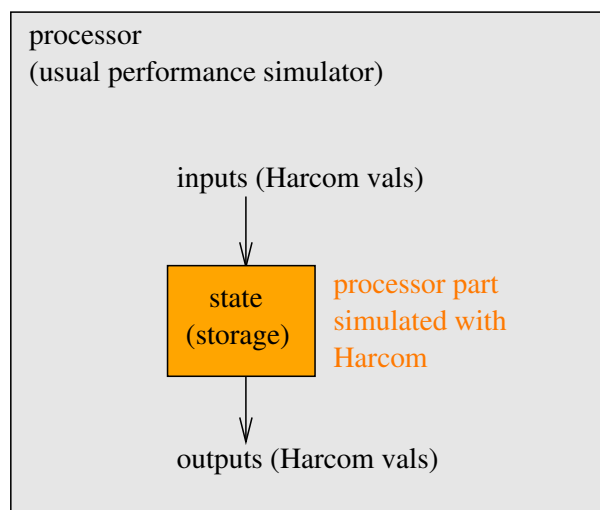 processor
(usual performance simulator)
inputs (Harcom vals)
state
(storage)
processor part
simulated with
Harcom
outputs (Harcom vals)